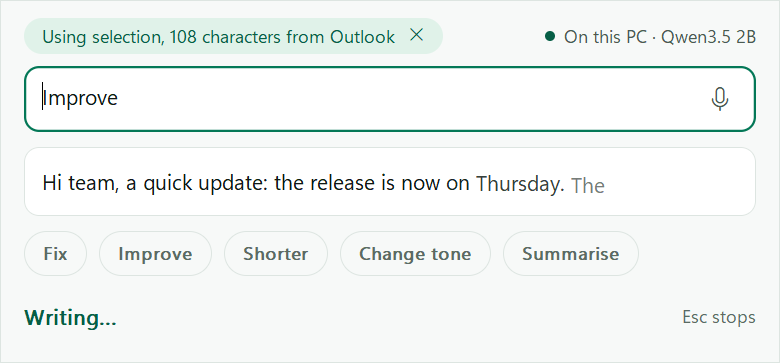 Using selection, 108 characters from Outlook
On this PC · Qwen3.5 2B
Improve
Hi team, a quick update: the release is now on Thursday. The
Fix
Improve
Shorter
Change tone
Summarise
Writing...
Esc stops